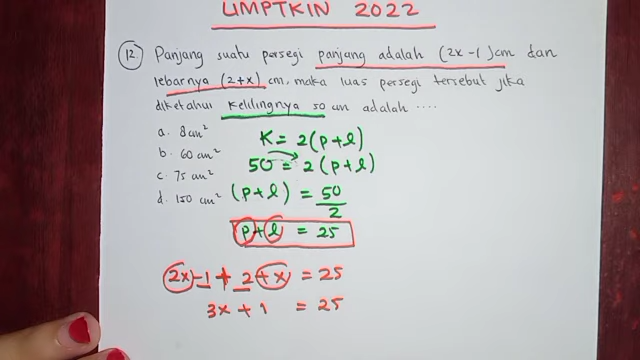 UMPTKIN 2022
12. Panjang suatu persegi panjang adalah (2x-1)cm dan
lebarnya (2+x) cm, maka luas persegi tersebut jika
diketahui kelilingnya 50 cm adalah ....
a. 8 cm²
b. 60 cm²
c. 75 cm²
d. 150 cm²
K = 2(p+l)
50 = 2(p+l)
(p+l) = 50/2
p+l = 25
2x-1+2+x = 25
3x+1 = 25